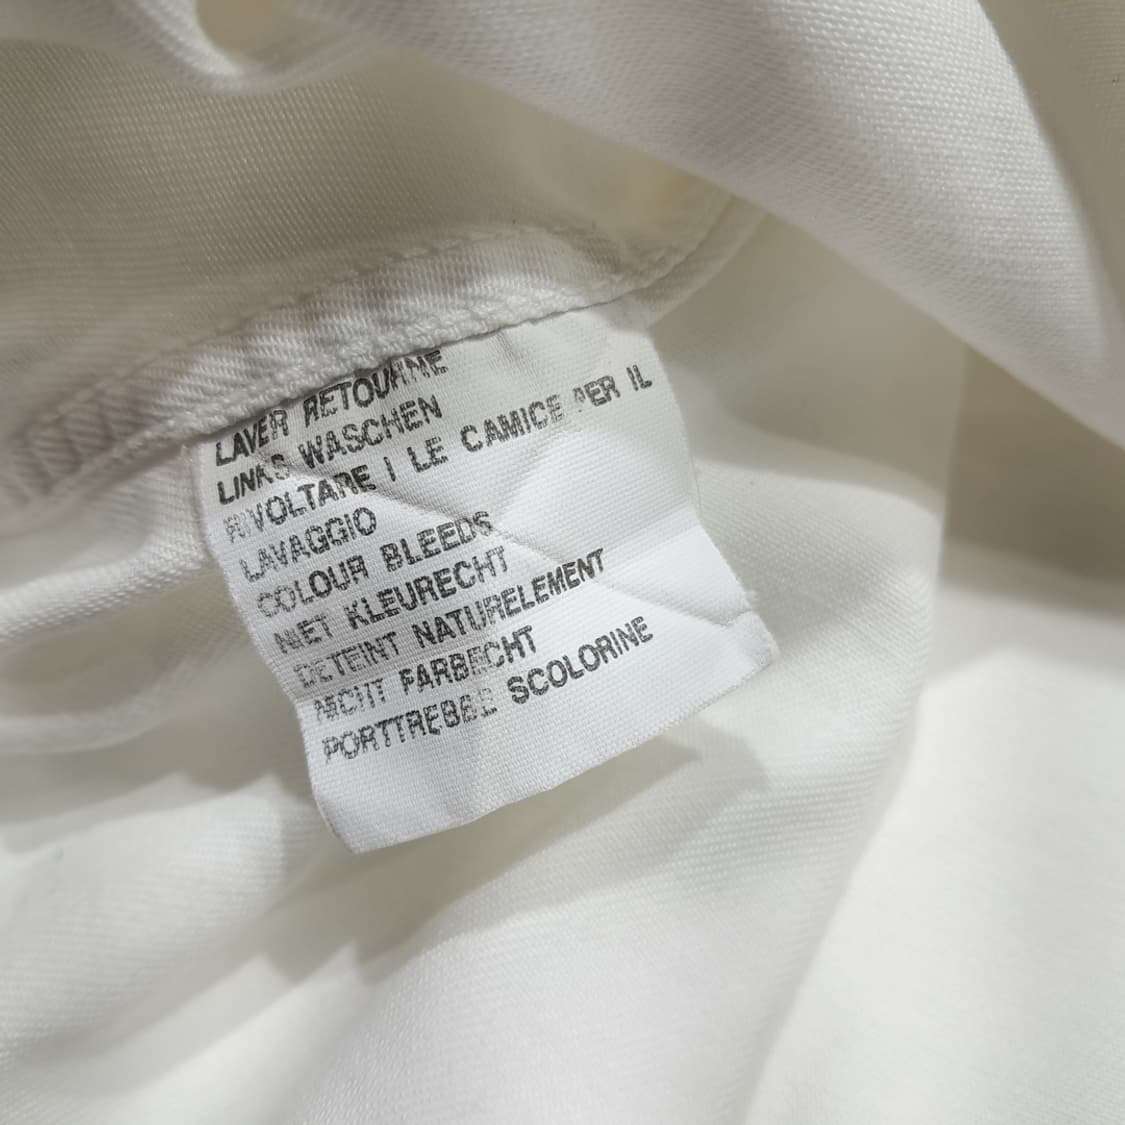 LAVER RETOURNE
LINKS WASCHEN
RIVOLTARE I LE CAMICE PER IL
LAVAGGIO
COLOUR BLEEDS
NIET KLEURECHT
DETEINT NATURELEMENT
NICHT FARBECHT
PORTTREBBE SCOLORINE